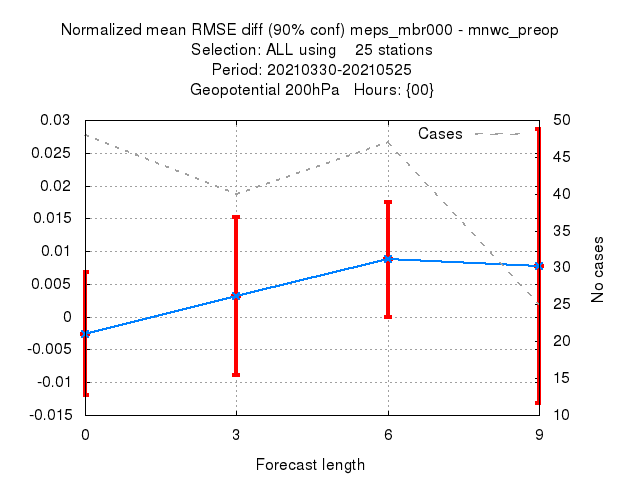 Normalized mean RMSE diff (90% conf) meps_mbr000 - mnwc_preop
Selection: ALL using 25 stations
Period: 20210330-20210525
Geopotential 200hPa Hours: {00}
Cases
0.03
0.025
0.02
0.015
0.01
0.005
0
-0.005
-0.01
-0.015
50
45
40
35
30
25
20
15
10
No cases
0 3 6 9
Forecast length